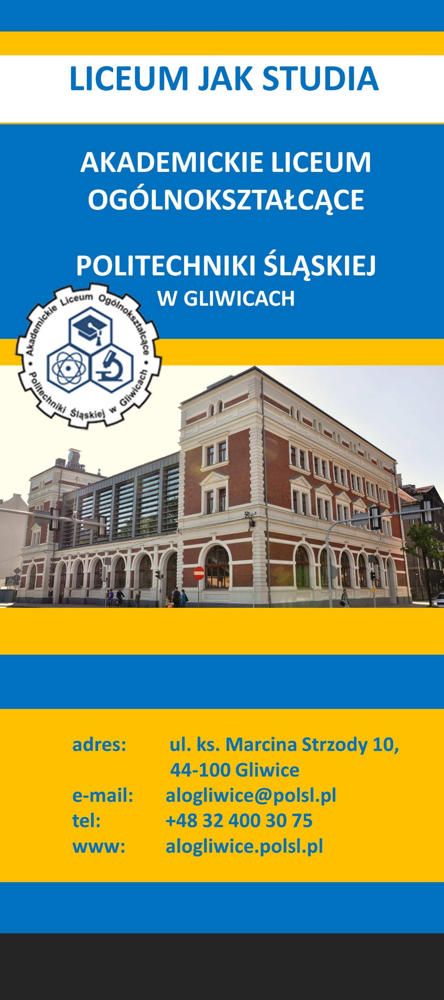 LICEUM JAK STUDIA
AKADEMICKIE LICEUM
OGÓLNOKSZTAŁCĄCE
POLITECHNIKI ŚLĄSKIEJ
W GLIWICACH
Akademickie Liceum Ogólnokształcące
Politechniki Śląskiej w Gliwicach
adres: ul. ks. Marcina Strzody 10,
44-100 Gliwice
e-mail: alogliwice@polsl.pl
tel: +48 32 400 30 75
www: alogliwice.polsl.pl